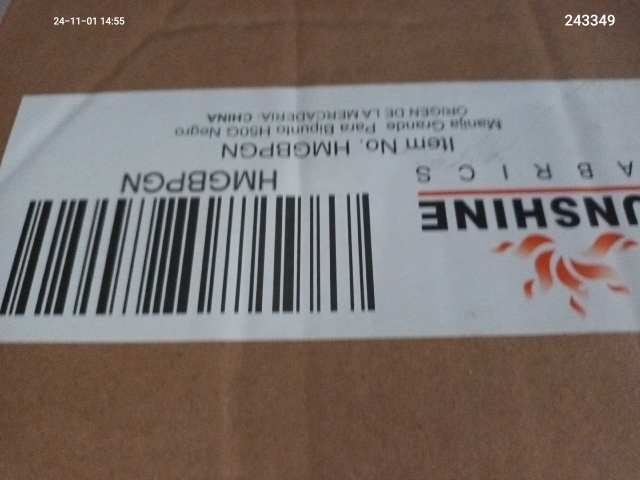 24-11-01 14:55
243349
UNSHINE
ABRICS
HMGBPGN
Item No. HMGBPGN
Manija Grande Para Bipunto H50G Negro
ORIGEN DE LA MERCADERIA: CHINA